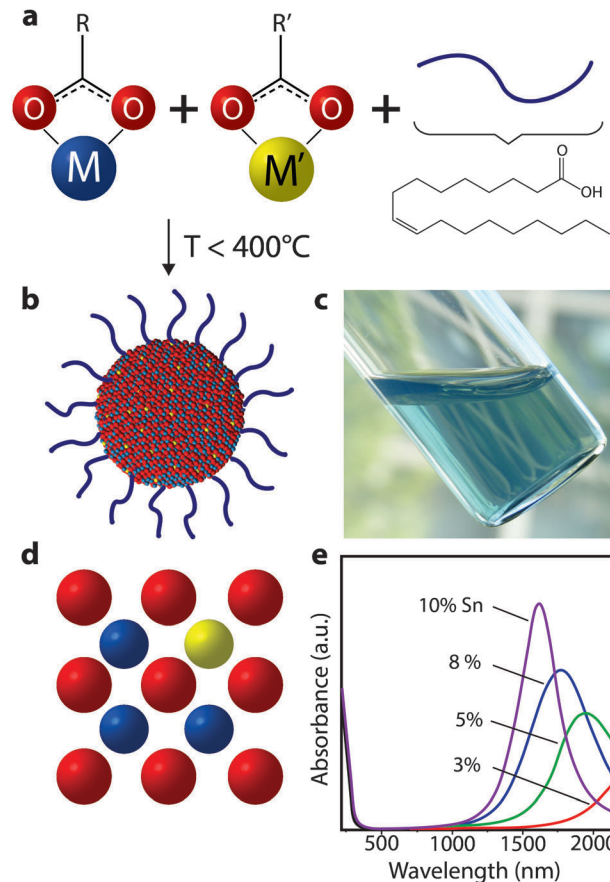 a
R
R′
O
O
+
O
O
+
M
M′
O
OH
T < 400°C
b
c
d
e
10% Sn
8 %
5%
3%
Absorbance (a.u.)
500
1000
1500
2000
Wavelength (nm)